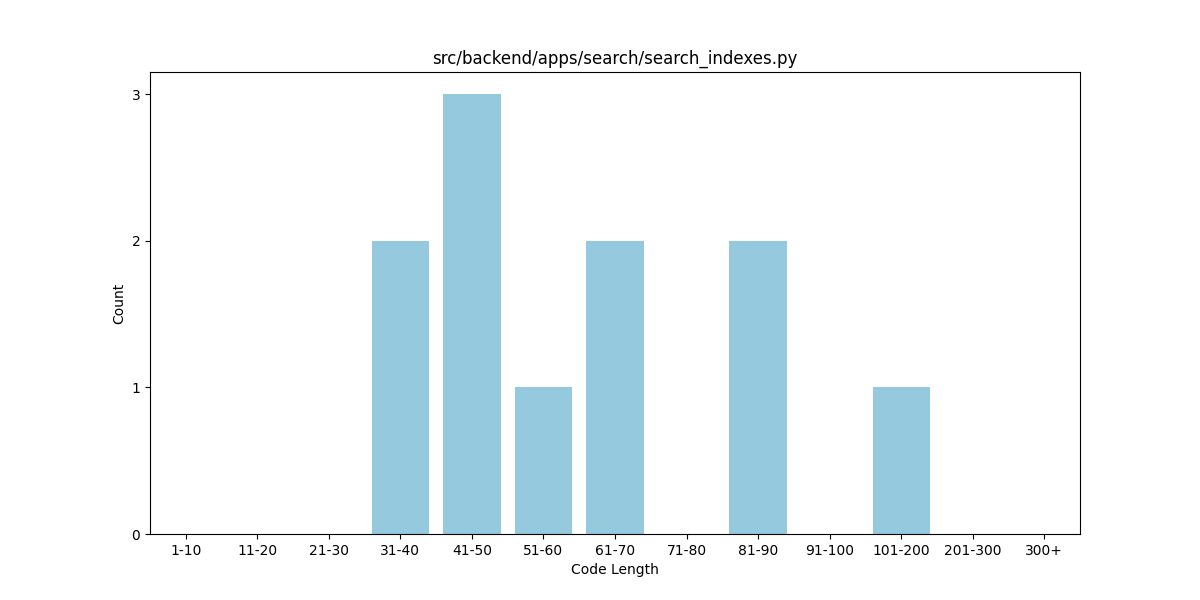 src/backend/apps/search/search_indexes.py
Count
3
2
1
0
1-10 11-20 21-30 31-40 41-50 51-60 61-70 71-80 81-90 91-100 101-200 201-300 300+
Code Length